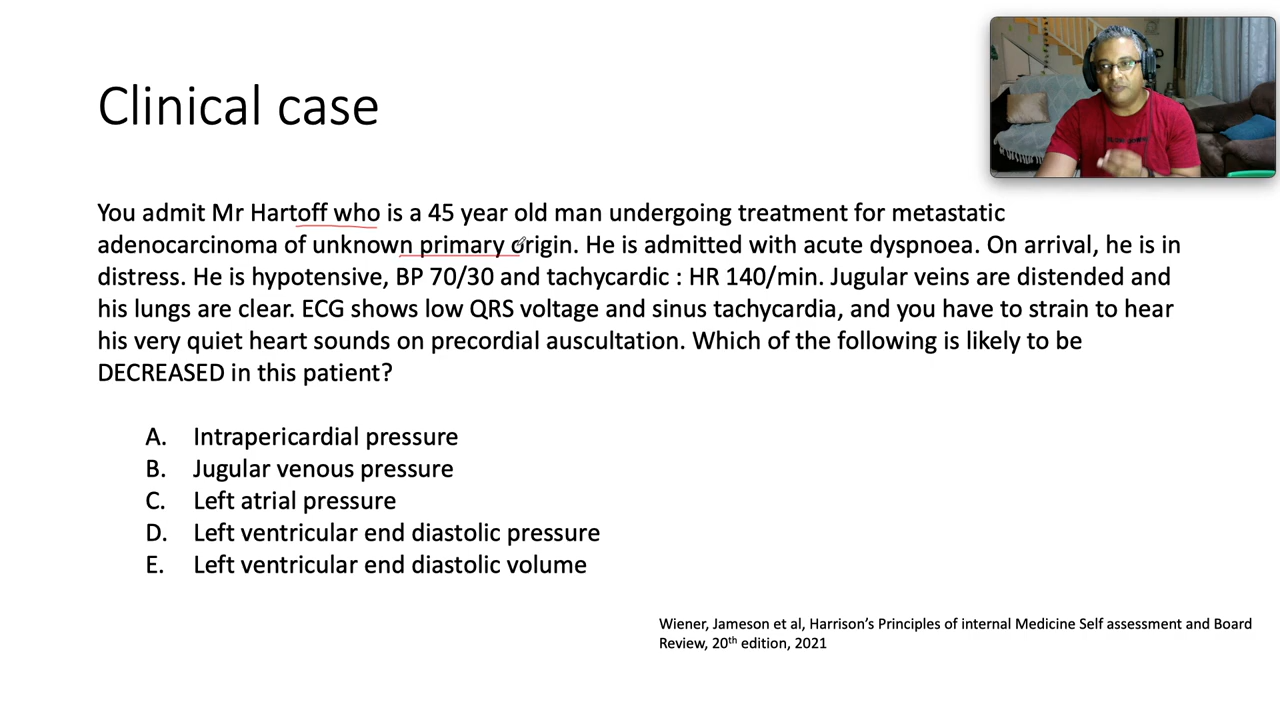 Clinical case
You admit Mr Hartoff who is a 45 year old man undergoing treatment for metastatic
adenocarcinoma of unknown primary origin. He is admitted with acute dyspnoea. On arrival, he is in
distress. He is hypotensive, BP 70/30 and tachycardic : HR 140/min. Jugular veins are distended and
his lungs are clear. ECG shows low QRS voltage and sinus tachycardia, and you have to strain to hear
his very quiet heart sounds on precordial auscultation. Which of the following is likely to be
DECREASED in this patient?
A. Intrapericardial pressure
B. Jugular venous pressure
C. Left atrial pressure
D. Left ventricular end diastolic pressure
E. Left ventricular end diastolic volume
Wiener, Jameson et al, Harrison’s Principles of internal Medicine Self assessment and Board
Review, 20th edition, 2021